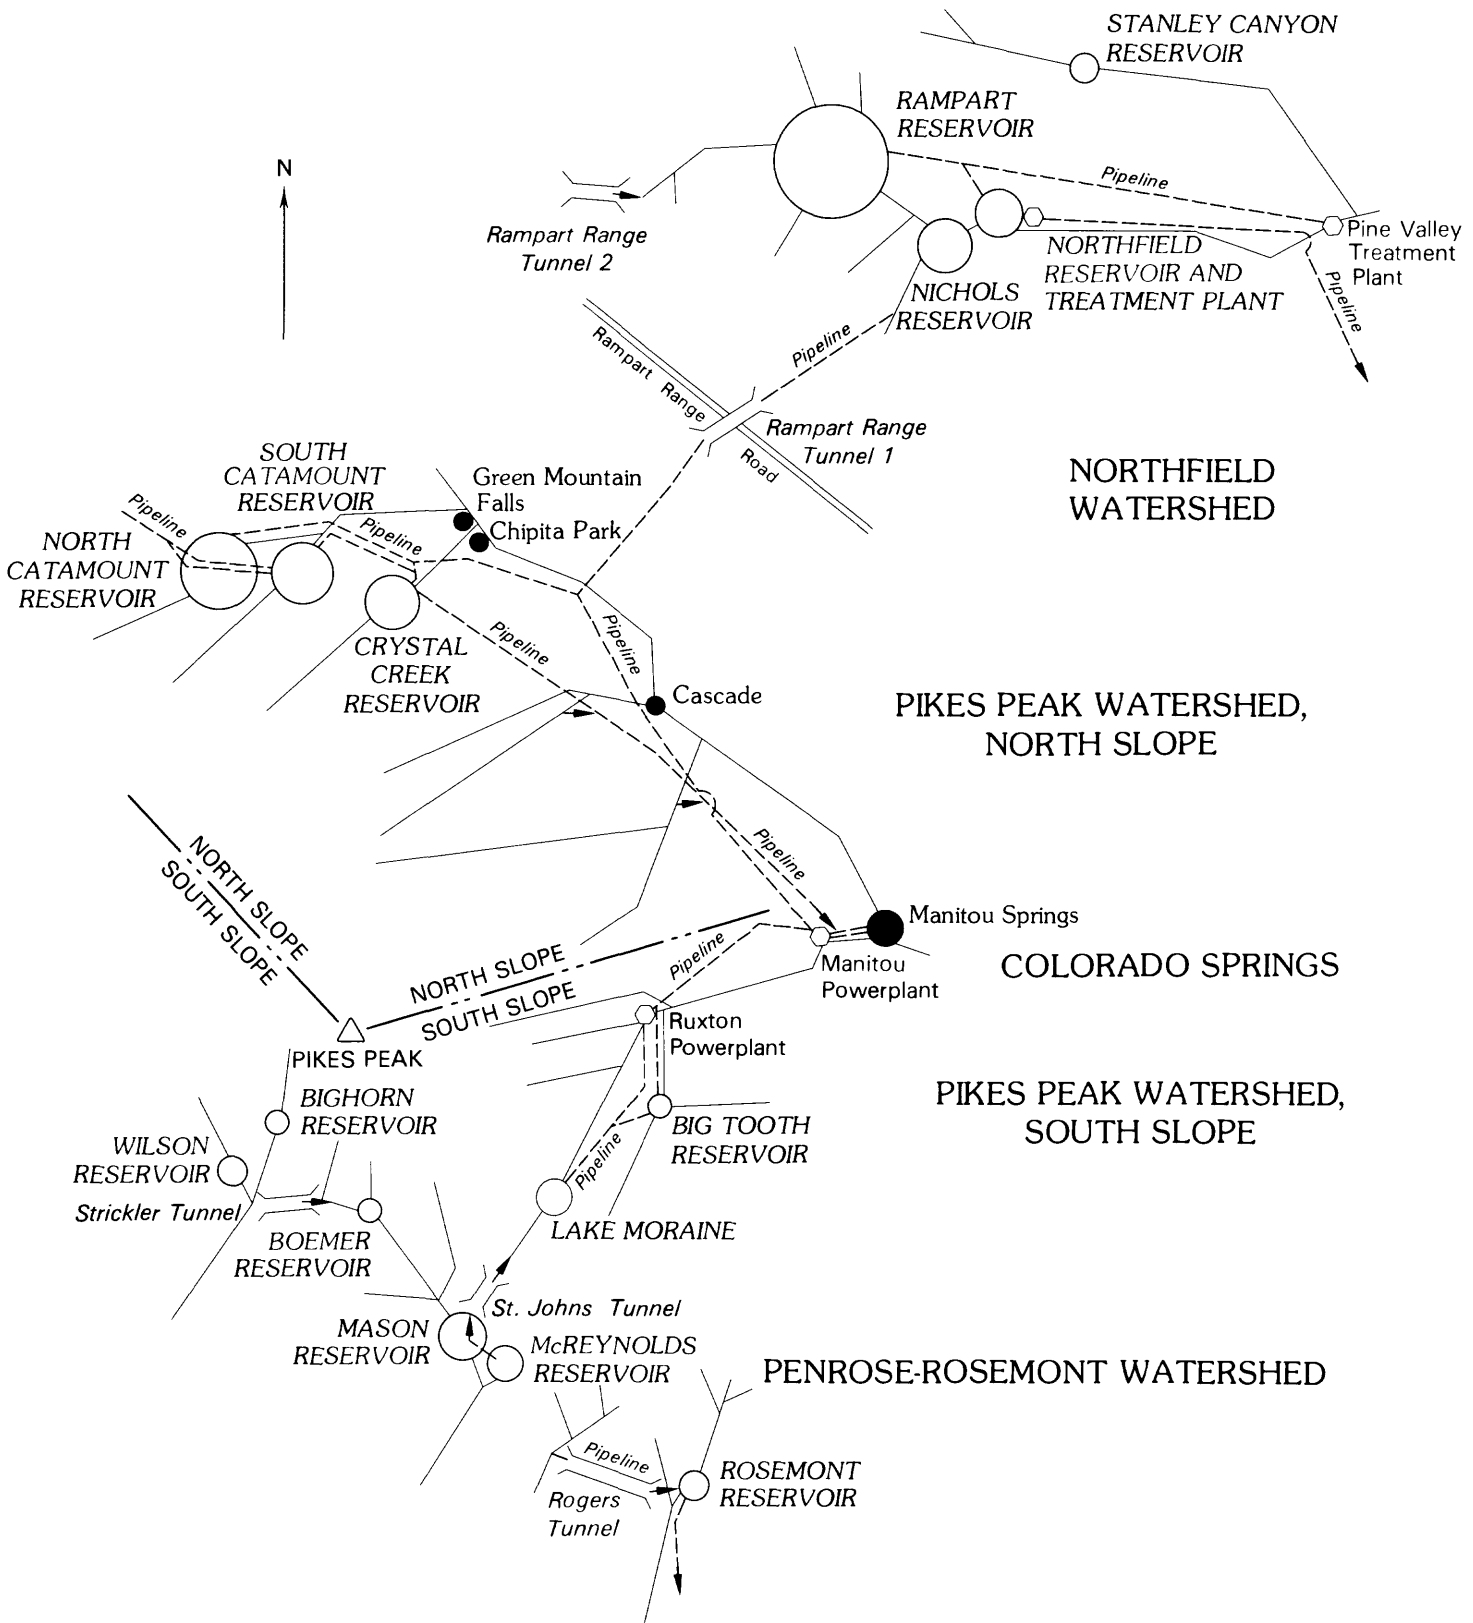 STANLEY CANYON
RESERVOIR
RAMPART
RESERVOIR
N
Pipeline
Rampart Range
Tunnel 2
Pine Valley
Treatment
Plant
NORTHFIELD
RESERVOIR AND
TREATMENT PLANT
NICHOLS
RESERVOIR
Pipeline
Pipeline
Rampart Range
Road
Rampart Range
Tunnel 1
SOUTH
CATAMOUNT
RESERVOIR
Green Mountain
Falls
Chipita Park
NORTHFIELD
WATERSHED
Pipeline
Pipeline
NORTH
CATAMOUNT
RESERVOIR
Pipeline
Pipeline
CRYSTAL
CREEK
RESERVOIR
Cascade
PIKES PEAK WATERSHED,
NORTH SLOPE
Pipeline
NORTH SLOPE
SOUTH SLOPE
Manitou Springs
NORTH SLOPE
SOUTH SLOPE
Pipeline
Manitou
Powerplant
COLORADO SPRINGS
Ruxton
Powerplant
PIKES PEAK
BIGHORN
RESERVOIR
PIKES PEAK WATERSHED,
SOUTH SLOPE
WILSON
RESERVOIR
BIG TOOTH
RESERVOIR
Pipeline
Strickler Tunnel
BOEMER
RESERVOIR
LAKE MORAINE
St. Johns Tunnel
MASON
RESERVOIR
McREYNOLDS
RESERVOIR
PENROSE-ROSEMONT WATERSHED
Pipeline
ROSEMONT
RESERVOIR
Rogers
Tunnel